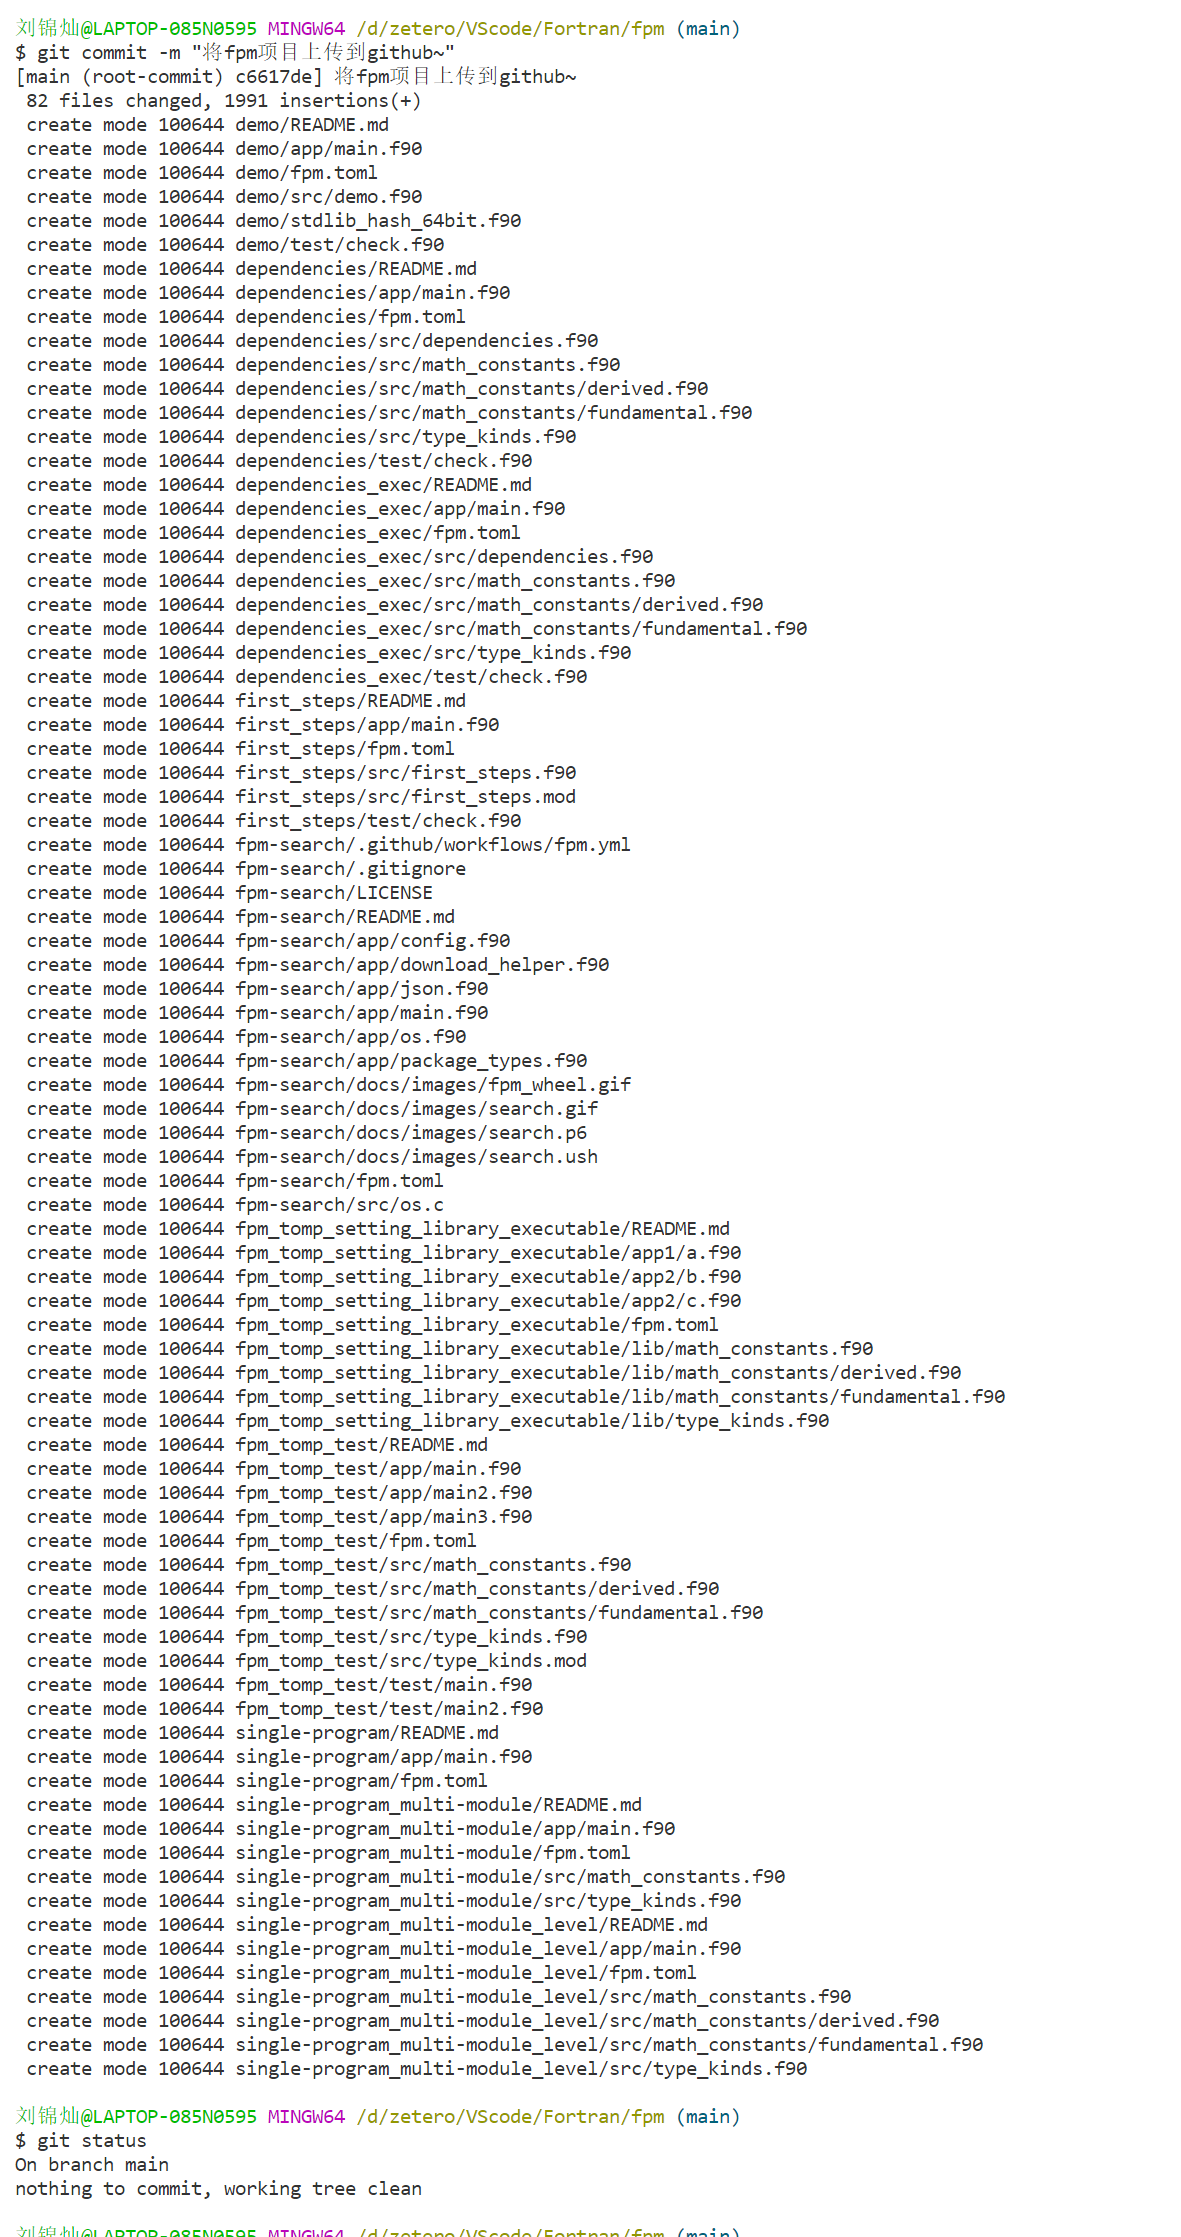 刘锦灿@LAPTOP-085N0595 MINGW64 /d/zetero/VScode/Fortran/fpm (main)
$ git commit -m "将fpm项目上传到github~"
[main (root-commit) c6617de] 将fpm项目上传到github~
 82 files changed, 1991 insertions(+)
 create mode 100644 demo/README.md
 create mode 100644 demo/app/main.f90
 create mode 100644 demo/fpm.toml
 create mode 100644 demo/src/demo.f90
 create mode 100644 demo/stdlib_hash_64bit.f90
 create mode 100644 demo/test/check.f90
 create mode 100644 dependencies/README.md
 create mode 100644 dependencies/app/main.f90
 create mode 100644 dependencies/fpm.toml
 create mode 100644 dependencies/src/dependencies.f90
 create mode 100644 dependencies/src/math_constants.f90
 create mode 100644 dependencies/src/math_constants/derived.f90
 create mode 100644 dependencies/src/math_constants/fundamental.f90
 create mode 100644 dependencies/src/type_kinds.f90
 create mode 100644 dependencies/test/check.f90
 create mode 100644 dependencies_exec/README.md
 create mode 100644 dependencies_exec/app/main.f90
 create mode 100644 dependencies_exec/fpm.toml
 create mode 100644 dependencies_exec/src/dependencies.f90
 create mode 100644 dependencies_exec/src/math_constants.f90
 create mode 100644 dependencies_exec/src/math_constants/derived.f90
 create mode 100644 dependencies_exec/src/math_constants/fundamental.f90
 create mode 100644 dependencies_exec/src/type_kinds.f90
 create mode 100644 dependencies_exec/test/check.f90
 create mode 100644 first_steps/README.md
 create mode 100644 first_steps/app/main.f90
 create mode 100644 first_steps/fpm.toml
 create mode 100644 first_steps/src/first_steps.f90
 create mode 100644 first_steps/src/first_steps.mod
 create mode 100644 first_steps/test/check.f90
 create mode 100644 fpm-search/.github/workflows/fpm.yml
 create mode 100644 fpm-search/.gitignore
 create mode 100644 fpm-search/LICENSE
 create mode 100644 fpm-search/README.md
 create mode 100644 fpm-search/app/config.f90
 create mode 100644 fpm-search/app/download_helper.f90
 create mode 100644 fpm-search/app/json.f90
 create mode 100644 fpm-search/app/main.f90
 create mode 100644 fpm-search/app/os.f90
 create mode 100644 fpm-search/app/package_types.f90
 create mode 100644 fpm-search/docs/images/fpm_wheel.gif
 create mode 100644 fpm-search/docs/images/search.gif
 create mode 100644 fpm-search/docs/images/search.p6
 create mode 100644 fpm-search/docs/images/search.ush
 create mode 100644 fpm-search/fpm.toml
 create mode 100644 fpm-search/src/os.c
 create mode 100644 fpm_tomp_setting_library_executable/README.md
 create mode 100644 fpm_tomp_setting_library_executable/app1/a.f90
 create mode 100644 fpm_tomp_setting_library_executable/app2/b.f90
 create mode 100644 fpm_tomp_setting_library_executable/app2/c.f90
 create mode 100644 fpm_tomp_setting_library_executable/fpm.toml
 create mode 100644 fpm_tomp_setting_library_executable/lib/math_constants.f90
 create mode 100644 fpm_tomp_setting_library_executable/lib/math_constants/derived.f90
 create mode 100644 fpm_tomp_setting_library_executable/lib/math_constants/fundamental.f90
 create mode 100644 fpm_tomp_setting_library_executable/lib/type_kinds.f90
 create mode 100644 fpm_tomp_test/README.md
 create mode 100644 fpm_tomp_test/app/main.f90
 create mode 100644 fpm_tomp_test/app/main2.f90
 create mode 100644 fpm_tomp_test/app/main3.f90
 create mode 100644 fpm_tomp_test/fpm.toml
 create mode 100644 fpm_tomp_test/src/math_constants.f90
 create mode 100644 fpm_tomp_test/src/math_constants/derived.f90
 create mode 100644 fpm_tomp_test/src/math_constants/fundamental.f90
 create mode 100644 fpm_tomp_test/src/type_kinds.f90
 create mode 100644 fpm_tomp_test/src/type_kinds.mod
 create mode 100644 fpm_tomp_test/test/main.f90
 create mode 100644 fpm_tomp_test/test/main2.f90
 create mode 100644 single-program/README.md
 create mode 100644 single-program/app/main.f90
 create mode 100644 single-program/fpm.toml
 create mode 100644 single-program_multi-module/README.md
 create mode 100644 single-program_multi-module/app/main.f90
 create mode 100644 single-program_multi-module/fpm.toml
 create mode 100644 single-program_multi-module/src/math_constants.f90
 create mode 100644 single-program_multi-module/src/type_kinds.f90
 create mode 100644 single-program_multi-module_level/README.md
 create mode 100644 single-program_multi-module_level/app/main.f90
 create mode 100644 single-program_multi-module_level/fpm.toml
 create mode 100644 single-program_multi-module_level/src/math_constants.f90
 create mode 100644 single-program_multi-module_level/src/math_constants/derived.f90
 create mode 100644 single-program_multi-module_level/src/math_constants/fundamental.f90
 create mode 100644 single-program_multi-module_level/src/type_kinds.f90
刘锦灿@LAPTOP-085N0595 MINGW64 /d/zetero/VScode/Fortran/fpm (main)
$ git status
On branch main
nothing to commit, working tree clean
刘锦灿@LAPTOP-085N0595 MINGW64 /d/zetero/VScode/Fortran/fpm (main)